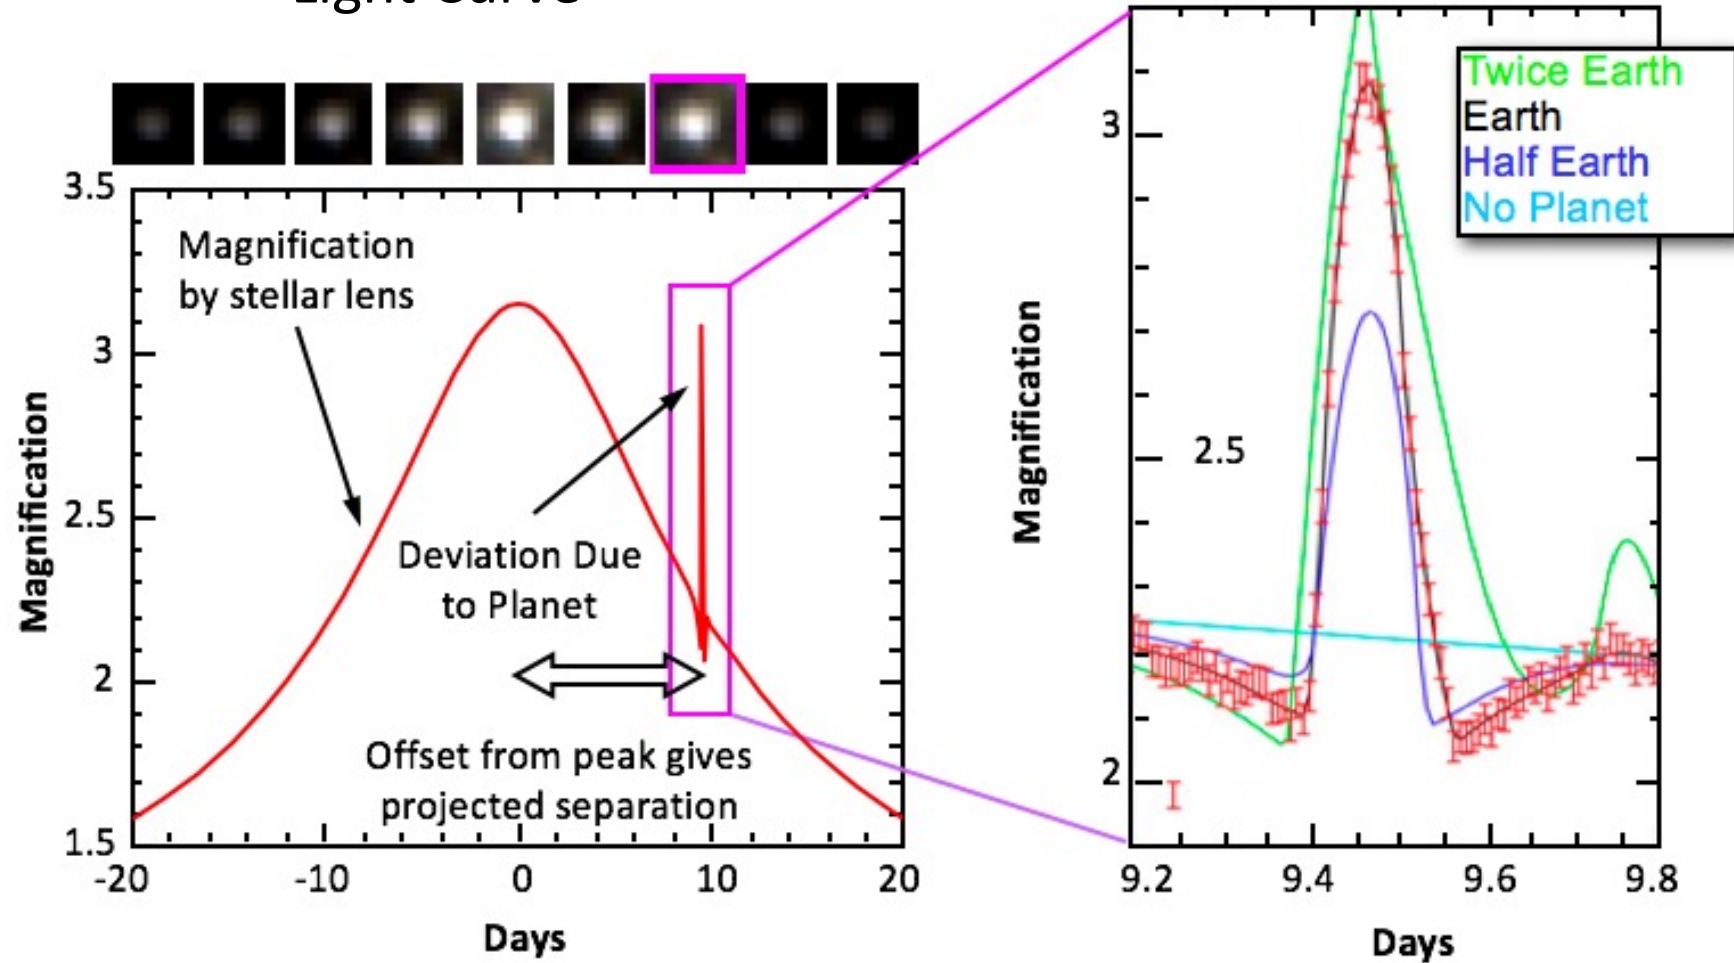 Light Curve
3.5
3
2.5
2
1.5
-20
-10
0
10
20
Magnification
Days
Magnification
by stellar lens
Deviation Due
to Planet
Offset from peak gives
projected separation
3
2.5
2
9.2
9.4
9.6
9.8
Magnification
Days
Twice Earth
Earth
Half Earth
No Planet